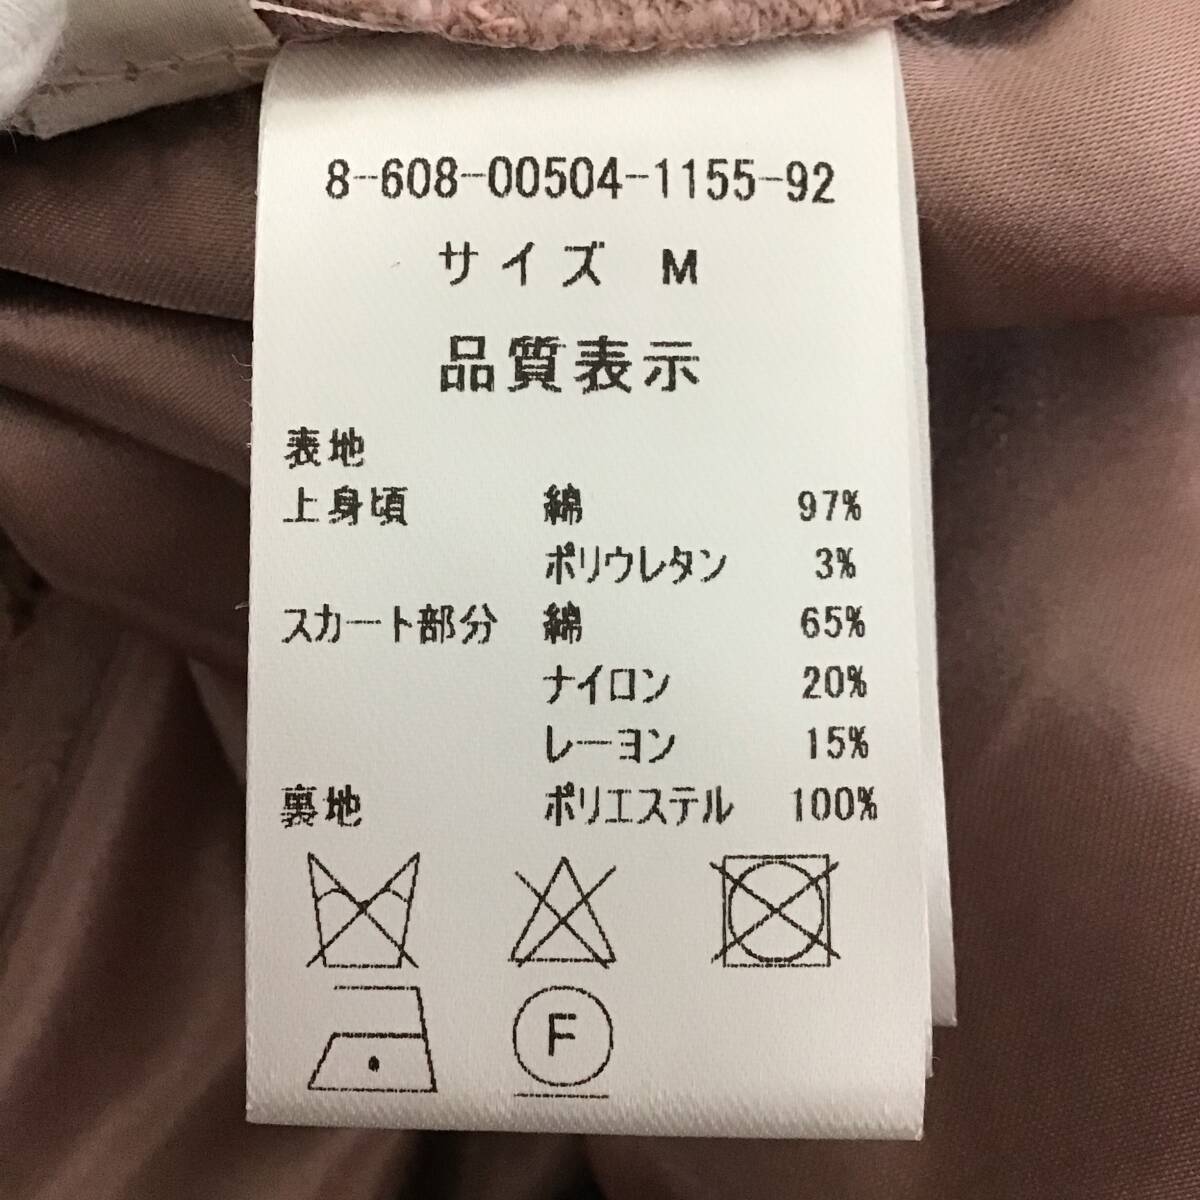 8-608-00504-1155-92
サイズ M
品質表示
表地
上身頃 綿 97%
ポリウレタン 3%
スカート部分 綿 65%
ナイロン 20%
レーヨン 15%
裏地 ポリエステル 100%
F